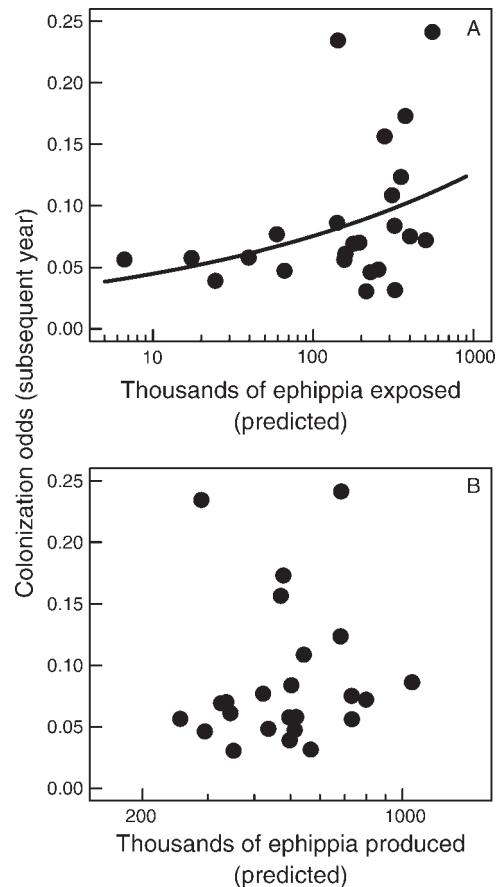 A
0.25
0.20
0.15
0.10
0.05
0.00
10
100
1000
Thousands of ephippia exposed
(predicted)
Colonization odds (subsequent year)
B
0.25
0.20
0.15
0.10
0.05
0.00
200
1000
Thousands of ephippia produced
(predicted)